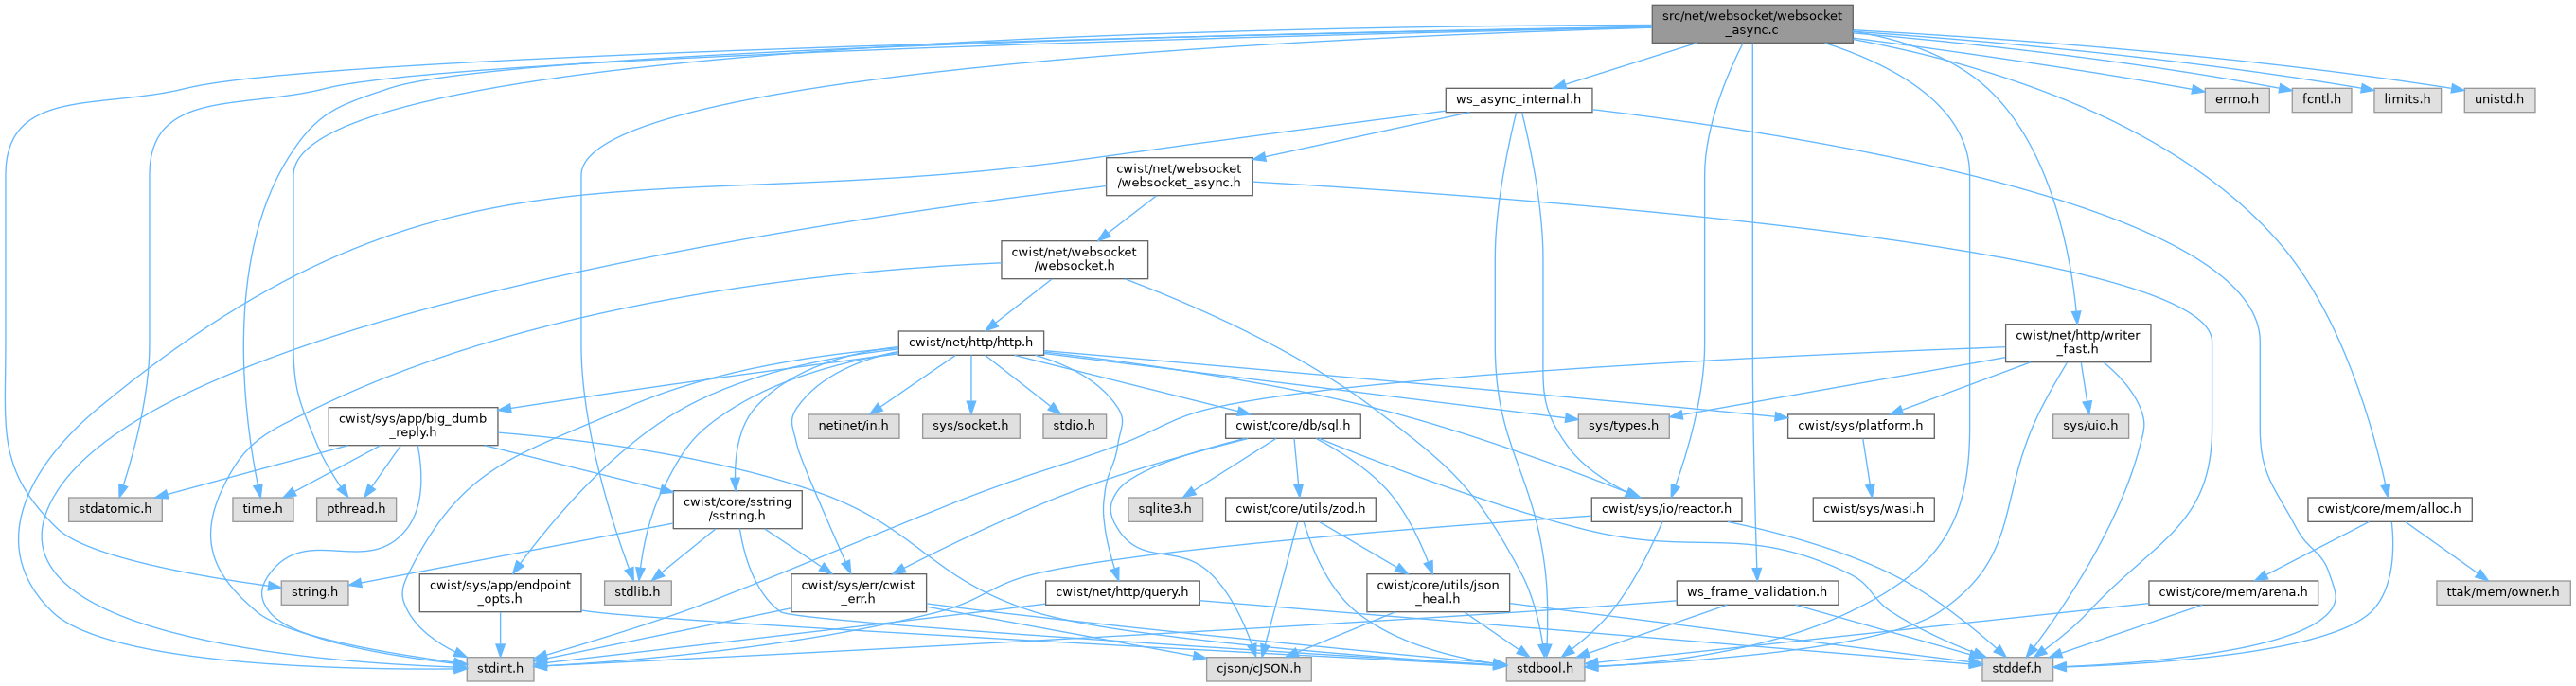 src/net/websocket/websocket
_async.c
ws_async_internal.h
errno.h
fcntl.h
limits.h
unistd.h
cwist/net/websocket
/websocket_async.h
cwist/net/websocket
/websocket.h
cwist/net/http/http.h
cwist/net/http/writer
_fast.h
cwist/sys/app/big_dumb
_reply.h
netinet/in.h
sys/socket.h
stdio.h
cwist/core/db/sql.h
sys/types.h
cwist/sys/platform.h
sys/uio.h
stdatomic.h
time.h
pthread.h
cwist/core/sstring
/sstring.h
sqlite3.h
cwist/core/utils/zod.h
cwist/sys/io/reactor.h
cwist/sys/wasi.h
cwist/core/mem/alloc.h
string.h
cwist/sys/app/endpoint
_opts.h
stdlib.h
cwist/sys/err/cwist
_err.h
cwist/net/http/query.h
cwist/core/utils/json
_heal.h
ws_frame_validation.h
cwist/core/mem/arena.h
ttak/mem/owner.h
stdint.h
cjson/cJSON.h
stdbool.h
stddef.h